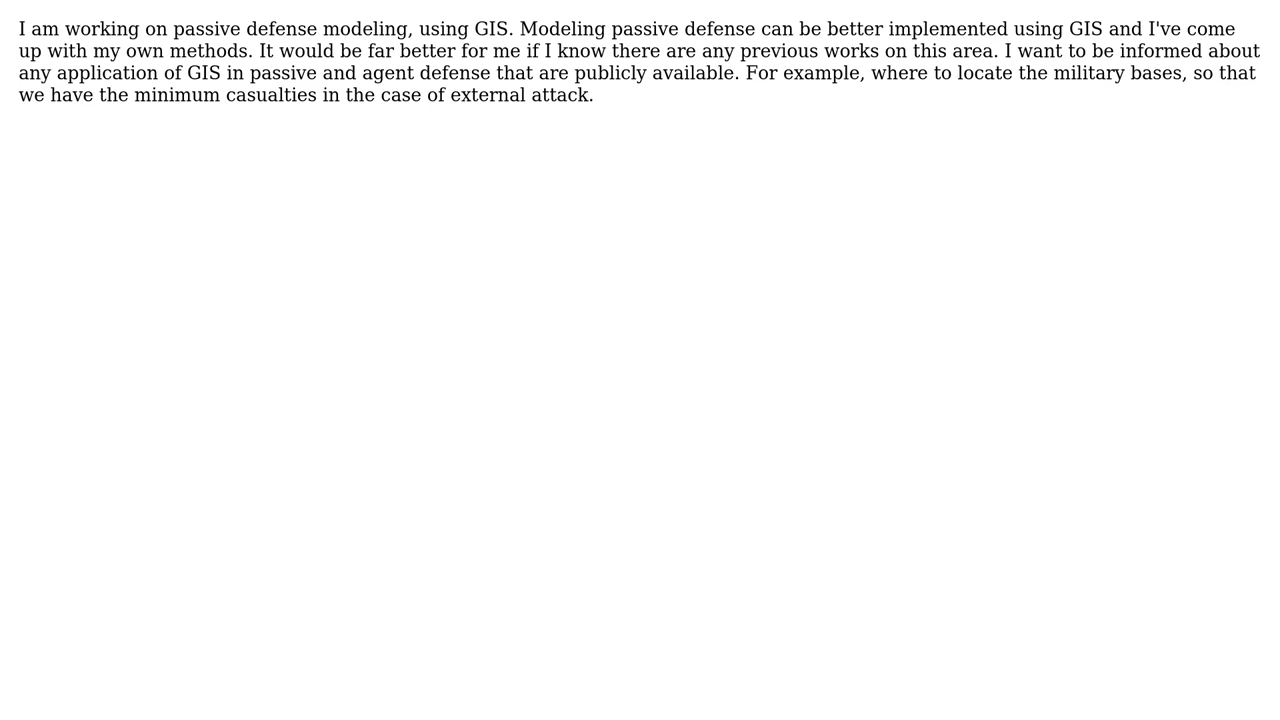 I am working on passive defense modeling, using GIS. Modeling passive defense can be better implemented using GIS and I've come
up with my own methods. It would be far better for me if I know there are any previous works on this area. I want to be informed about
any application of GIS in passive and agent defense that are publicly available. For example, where to locate the military bases, so that
we have the minimum casualties in the case of external attack.